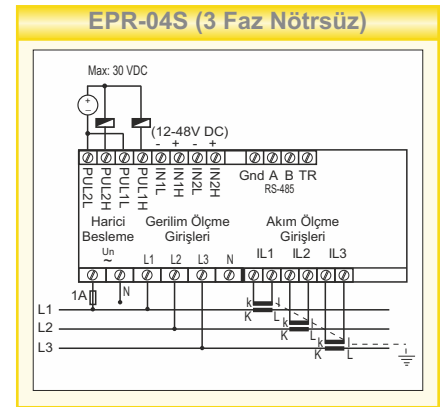 EPR-04S (3 Faz Nötrsüz)
Max: 30 VDC
+
-
(12-48V DC)
- + - +
PUL2L PUL2H PUL1L PUL1H IN1L IN1H IN2L IN2H
Gnd A B TR
RS-485
Harici Besleme
Gerilim Ölçme Girişleri
Akım Ölçme Girişleri
Un ~ L1 L2 L3 N IL1 IL2 IL3
1A N
L1
k l
K L
L2
k l
K L
L3
k l
K L